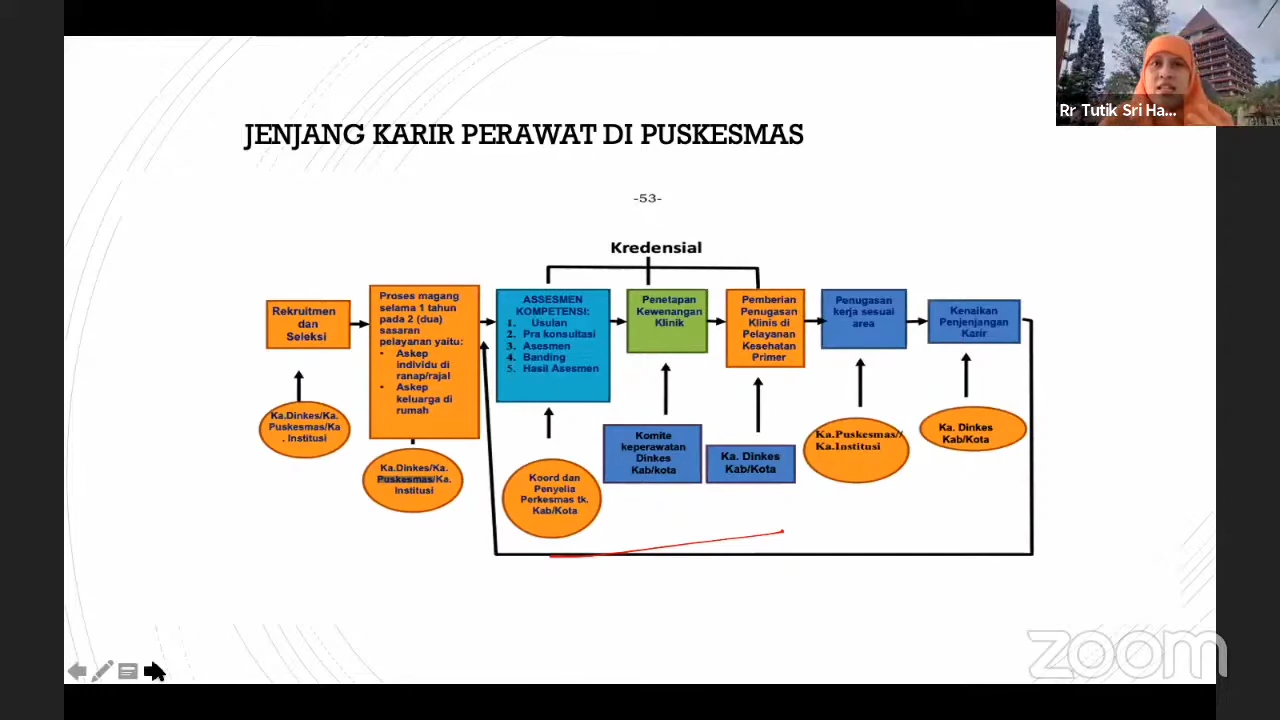 Rr Tutik Sri Ha...
JENJANG KARIR PERAWAT DI PUSKESMAS
-53-
Kredensial
Rekruitmen
dan
Seleksi
Proses magang
selama 1 tahun
pada 2 (dua)
sasaran
pelayanan yaitu:
• Askep
individu di
ranap/rajal
• Askep
keluarga di
rumah
ASSESMEN
KOMPETENSI:
1. Usulan
2. Pra konsultasi
3. Asesmen
4. Banding
5. Hasil Asesmen
Penetapan
Kewenangan
Klinik
Pemberian
Penugasan
Klinis di
Pelayanan
Kesehatan
Primer
Penugasan
kerja sesuai
area
Kenaikan
Penjenjangan
Karir
Ka.Dinkes/Ka.
Puskesmas/Ka
. Institusi
Ka.Dinkes/Ka.
Puskesmas/Ka.
Institusi
Koord dan
Penyelia
Perkesmas tk.
Kab/Kota
Komite
keperawatan
Dinkes
Kab/kota
Ka. Dinkes
Kab/Kota
Ka.Puskesmas//
Ka.Institusi
Ka. Dinkes
Kab/Kota
zoom